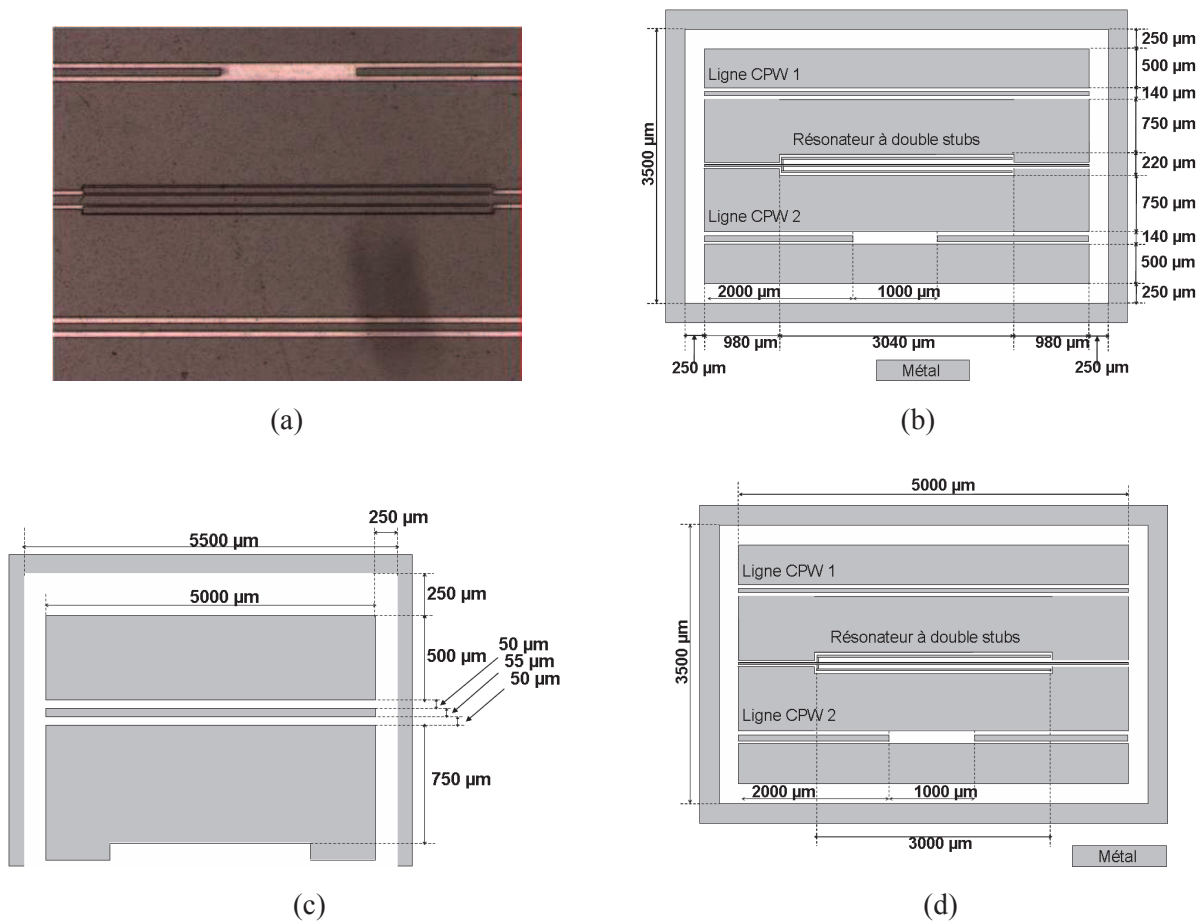 (a)
3500 µm
Ligne CPW 1
Résonateur à double stubs
Ligne CPW 2
2000 µm
1000 µm
250 µm
500 µm
140 µm
750 µm
220 µm
750 µm
140 µm
500 µm
250 µm
980 µm
3040 µm
980 µm
250 µm
250 µm
Métal
(b)
250 µm
5500 µm
5000 µm
250 µm
500 µm
50 µm
55 µm
50 µm
750 µm
(c)
5000 µm
3500 µm
Ligne CPW 1
Résonateur à double stubs
Ligne CPW 2
2000 µm
1000 µm
3000 µm
Métal
(d)